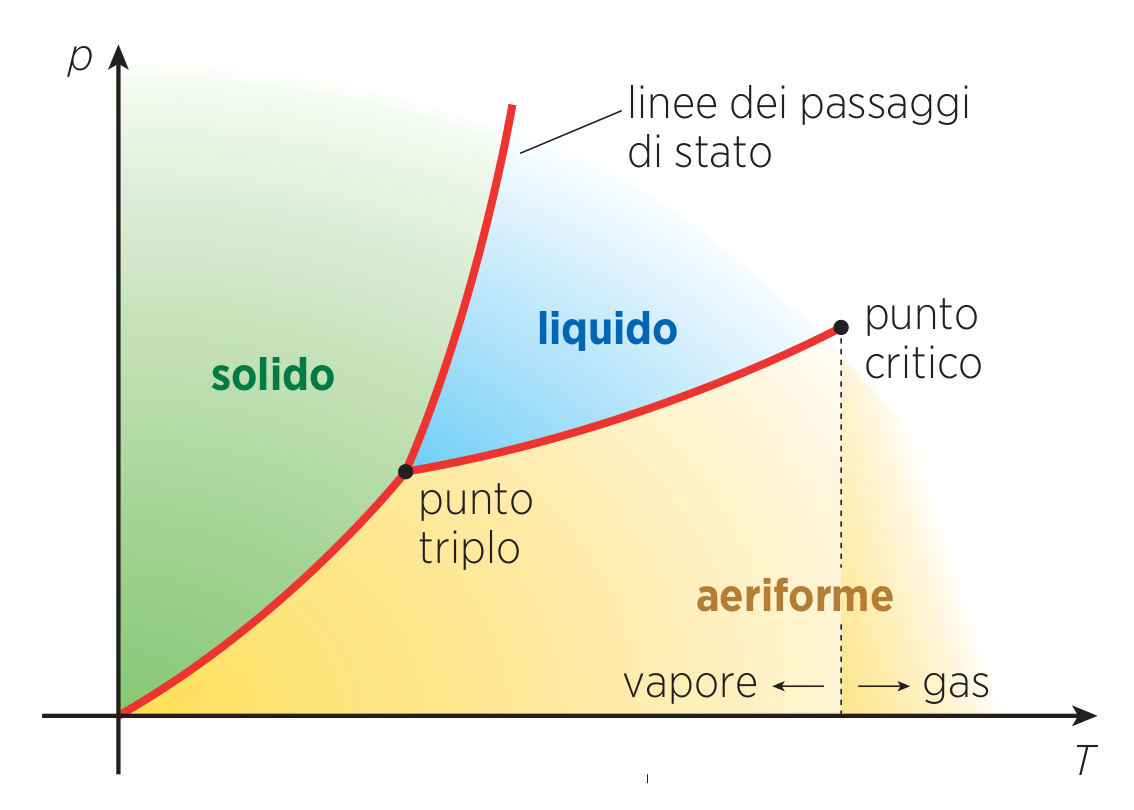 p
linee dei passaggi
di stato
punto
critico
liquido
solido
punto
triplo
aeriforme
vapore
gas
T